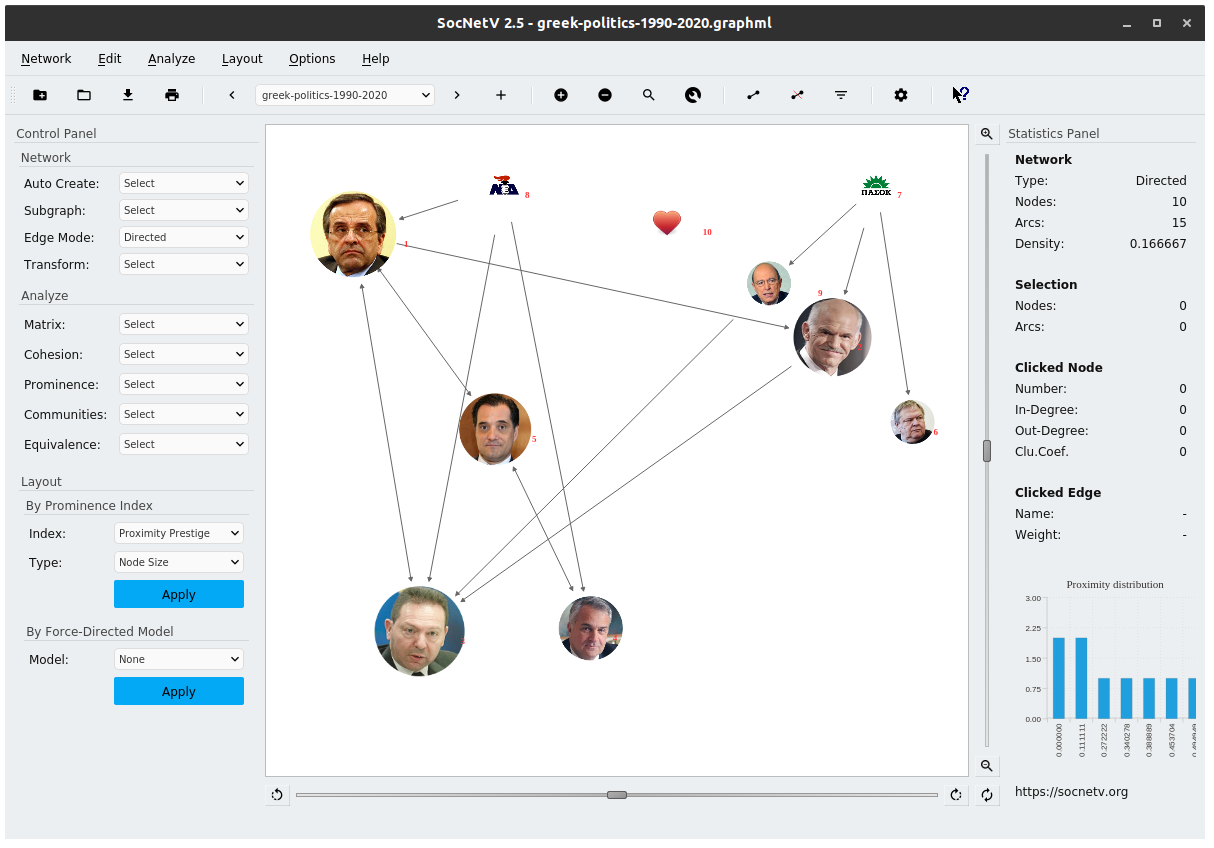 SocNetV 2.5 - greek-politics-1990-2020.graphml
Network Edit Analyze Layout Options Help
greek-politics-1990-2020
Control Panel
Network
Auto Create: Select
Subgraph: Select
Edge Mode: Directed
Transform: Select
Analyze
Matrix: Select
Cohesion: Select
Prominence: Select
Communities: Select
Equivalence: Select
Layout
By Prominence Index
Index: Proximity Prestige
Type: Node Size
Apply
By Force-Directed Model
Model: None
Apply
8
ΠΑΣΟΚ 7
10
1
9
5
6
Statistics Panel
Network
Type: Directed
Nodes: 10
Arcs: 15
Density: 0.166667
Selection
Nodes: 0
Arcs: 0
Clicked Node
Number: 0
In-Degree: 0
Out-Degree: 0
Clu.Coef. 0
Clicked Edge
Name: -
Weight: -
Proximity distribution
3.00
2.25
1.50
0.75
0.00
0.000000
0.111111
0.272222
0.340278
0.388889
0.453704
https://socnetv.org